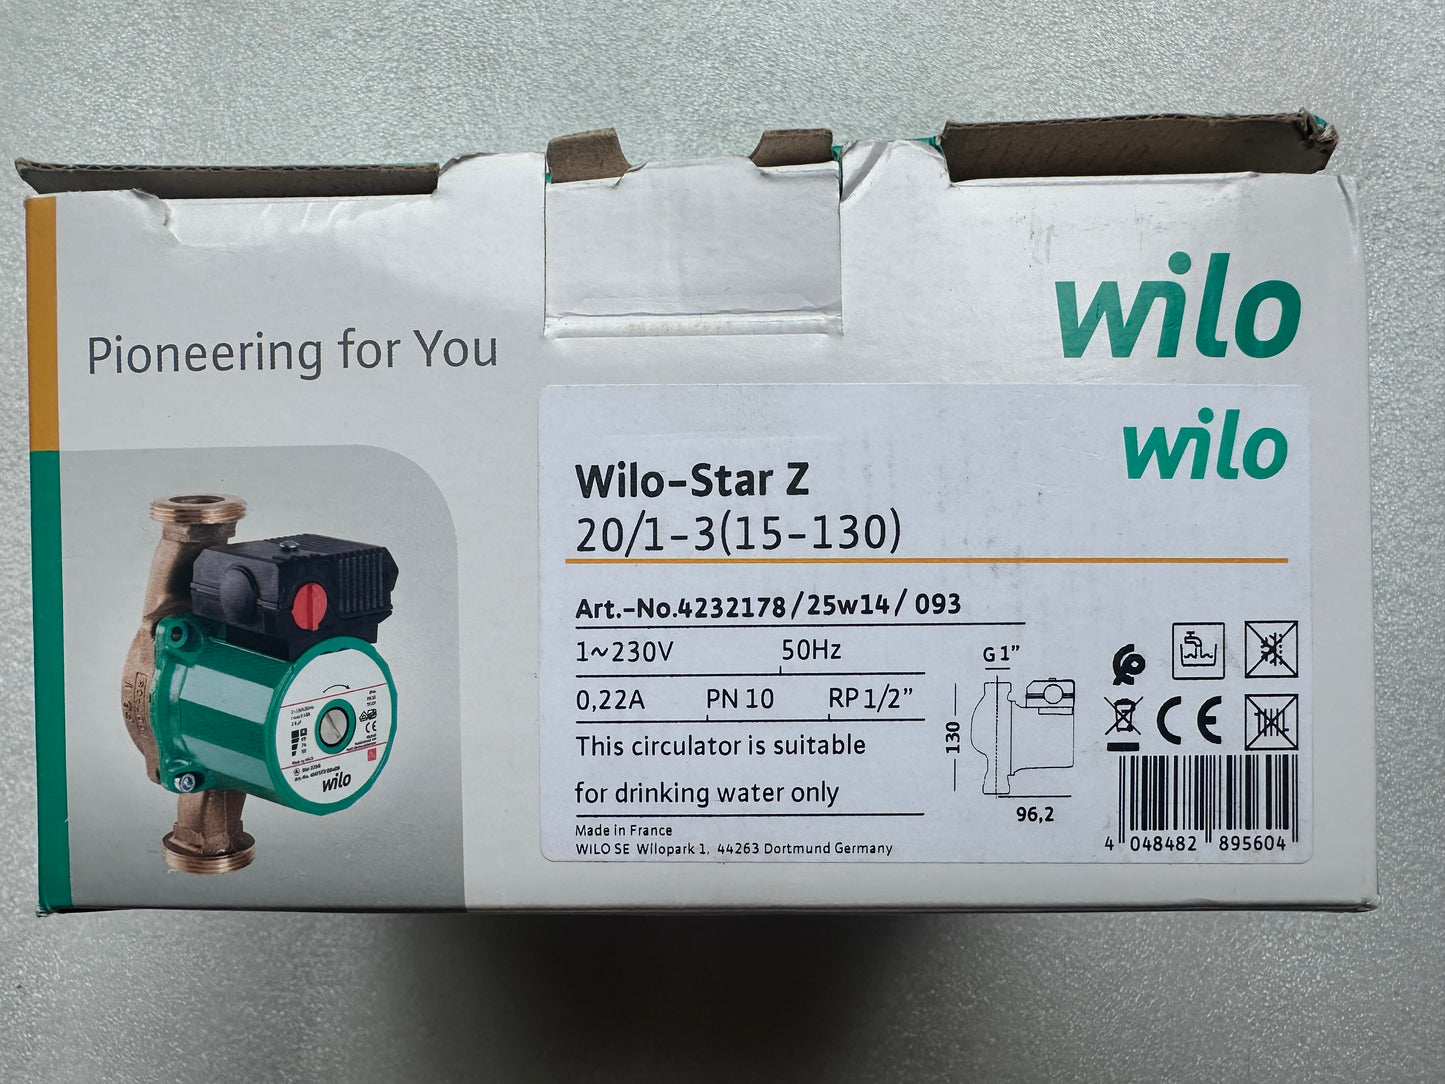 Pioneering for You
wilo
wilo
Wilo-Star Z
20/1-3(15-130)
Art.-No.4232178/25w14/ 093
1~230V 50Hz
0,22A PN 10 RP 1/2”
This circulator is suitable
for drinking water only
Made in France
WILO SE Wilopark 1, 44263 Dortmund Germany
G 1”
130
96,2
CE
4 048482 895604
CE
wilo